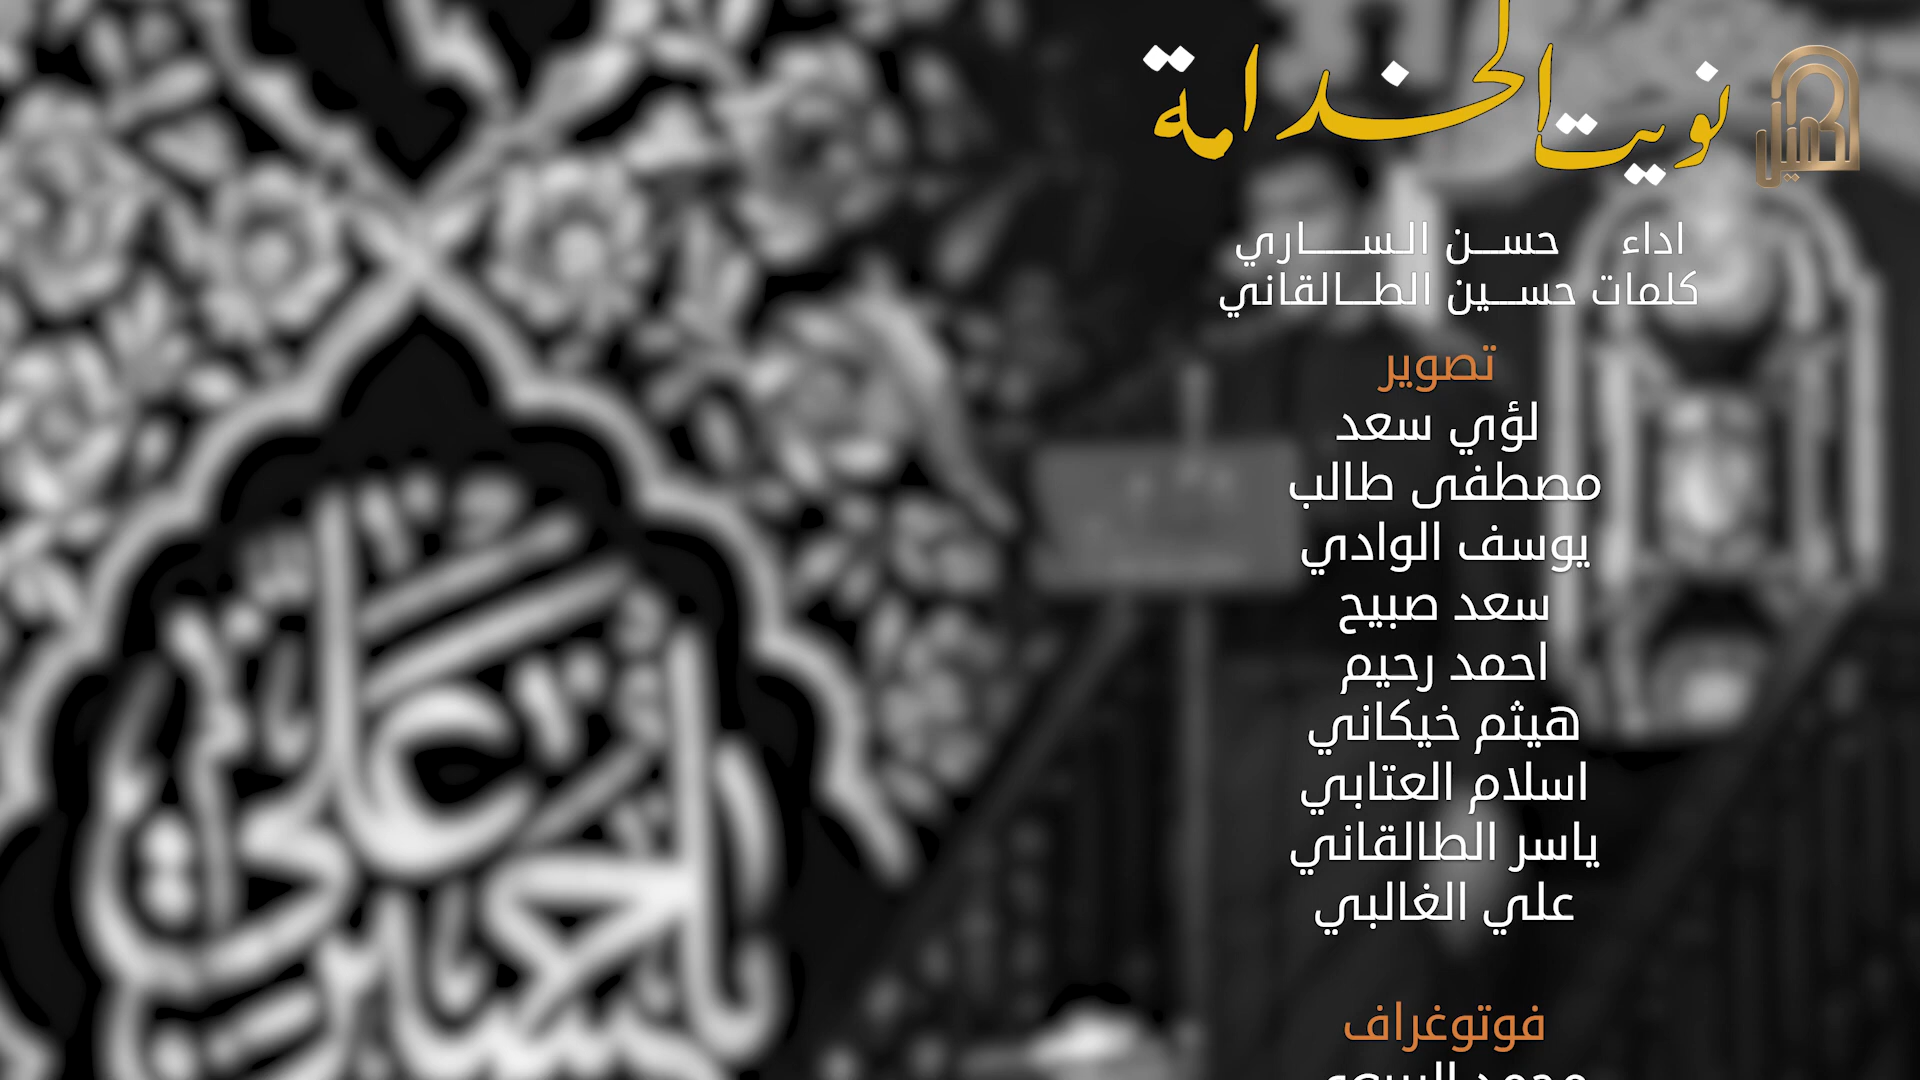 نويت الخدامة
اداء حسن الساري
كلمات حسين الطالقاني
تصوير
لؤي سعد
مصطفى طالب
يوسف الوادي
سعد صبيح
احمد رحيم
هيثم خيكاني
اسلام العتابي
ياسر الطالقاني
علي الغالبي
فوتوغراف